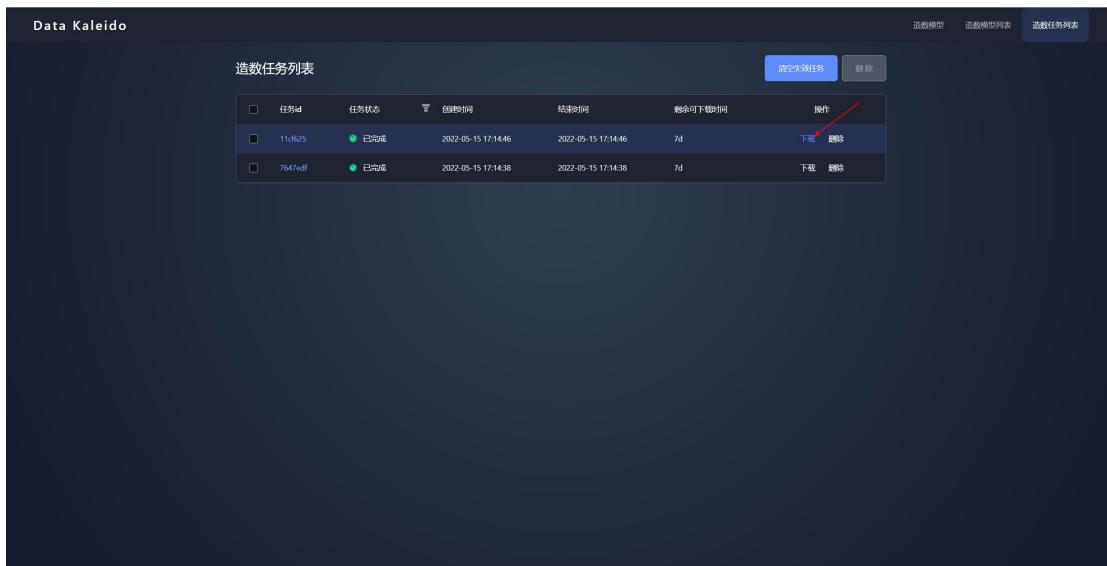 Data Kaleido 造数模型 造数模型列表 造数任务列表
造数任务列表 清空失效任务 删除
任务id 任务状态 创建时间 结束时间 剩余可下载时间 操作
11cf625 已完成 2022-05-15 17:14:46 2022-05-15 17:14:46 7d 下载 删除
7647edf 已完成 2022-05-15 17:14:38 2022-05-15 17:14:38 7d 下载 删除